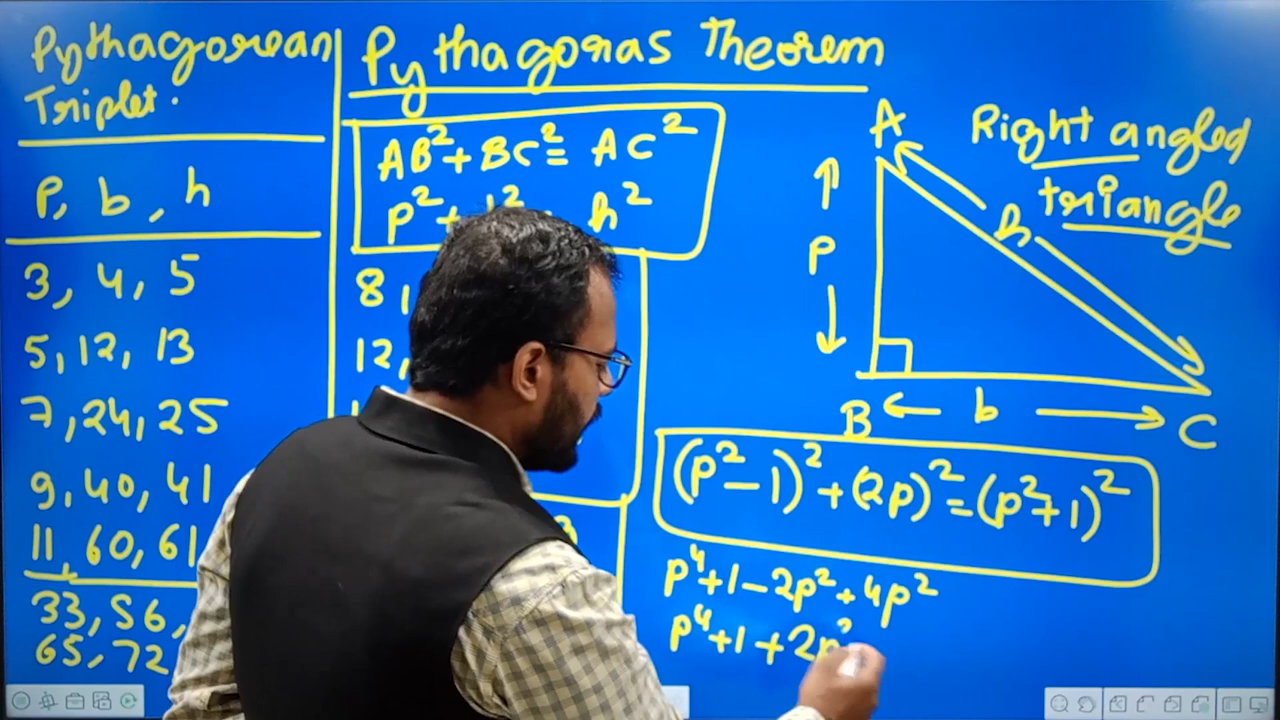 Pythagorean
Triplet.
P, b, h
3, 4, 5
5, 12, 13
7, 24, 25
9, 40, 41
11, 60, 61
33, 56,
65, 72
Pythagoras Theorem
AB² + BC² = AC²
p² + h²
8,
12,
Right angled
triangle
A
h
P
B
b
C
(p² − 1)² + (2p)² = (p² + 1)²
p⁴ + 1 − 2p² + 4p²
p⁴ + 1 + 2p²